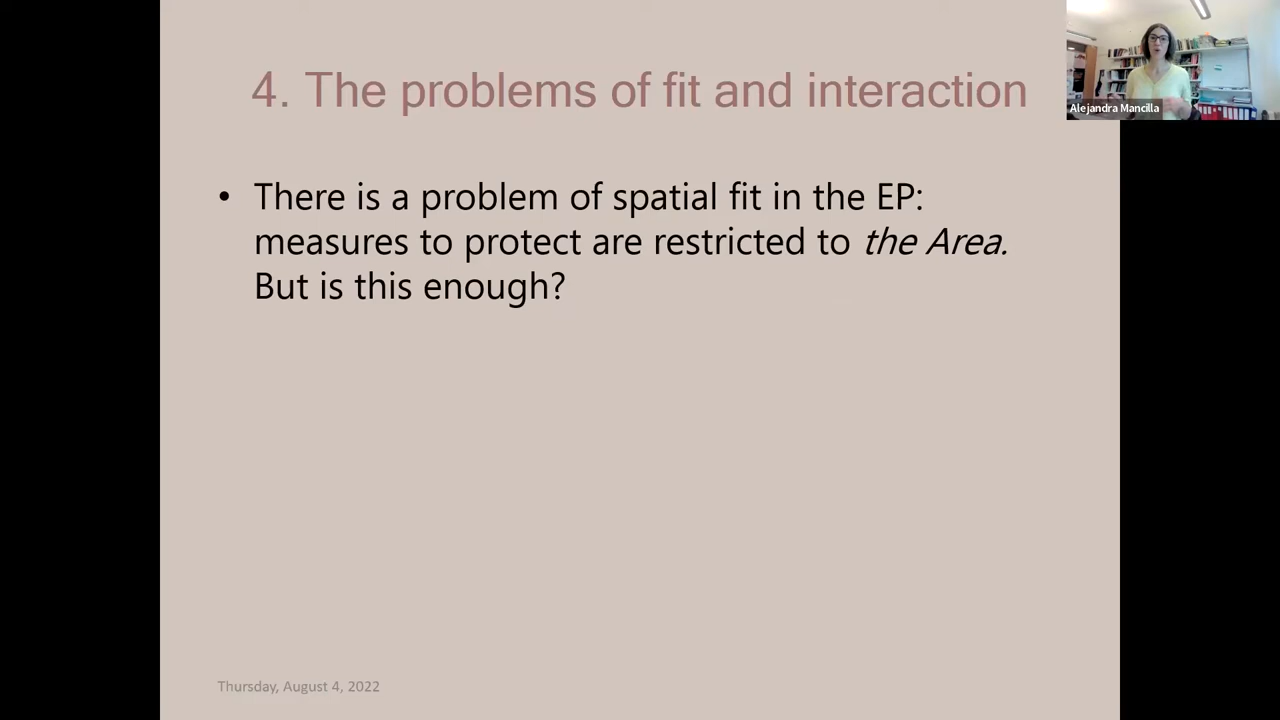 4. The problems of fit and interaction
Alejandra Mancilla
• There is a problem of spatial fit in the EP:
measures to protect are restricted to the Area.
But is this enough?
Thursday, August 4, 2022